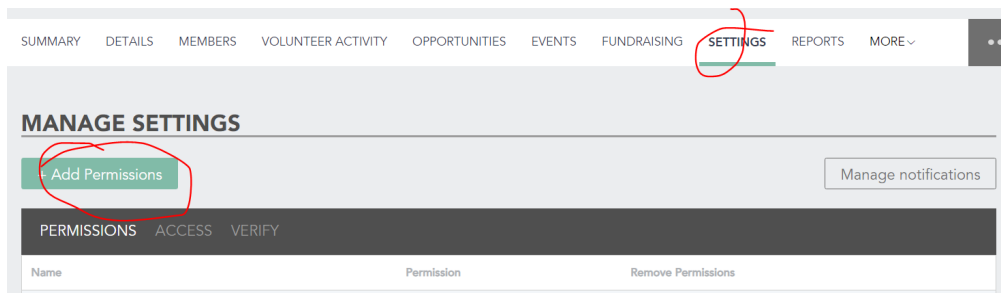 SUMMARY DETAILS MEMBERS VOLUNTEER ACTIVITY OPPORTUNITIES EVENTS FUNDRAISING SETTINGS REPORTS MORE
MANAGE SETTINGS
+ Add Permissions Manage notifications
PERMISSIONS ACCESS VERIFY
Name Permission Remove Permissions